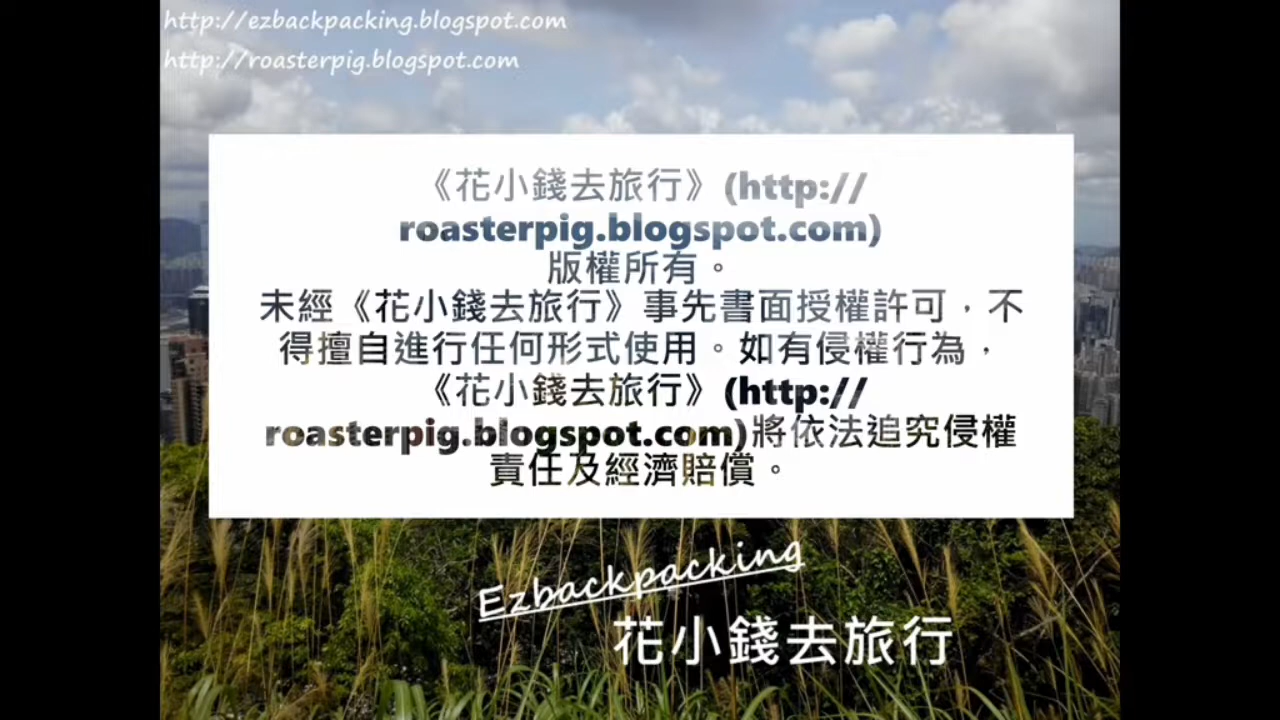 http://ezbackpacking.blogspot.com
http://roasterpig.blogspot.com
《花小錢去旅行》(http://
roasterpig.blogspot.com)
版權所有。
未經《花小錢去旅行》事先書面授權許可，不
得擅自進行任何形式使用。如有侵權行為，
《花小錢去旅行》(http://
roasterpig.blogspot.com)將依法追究侵權
責任及經濟賠償。
Ezbackpacking
花小錢去旅行